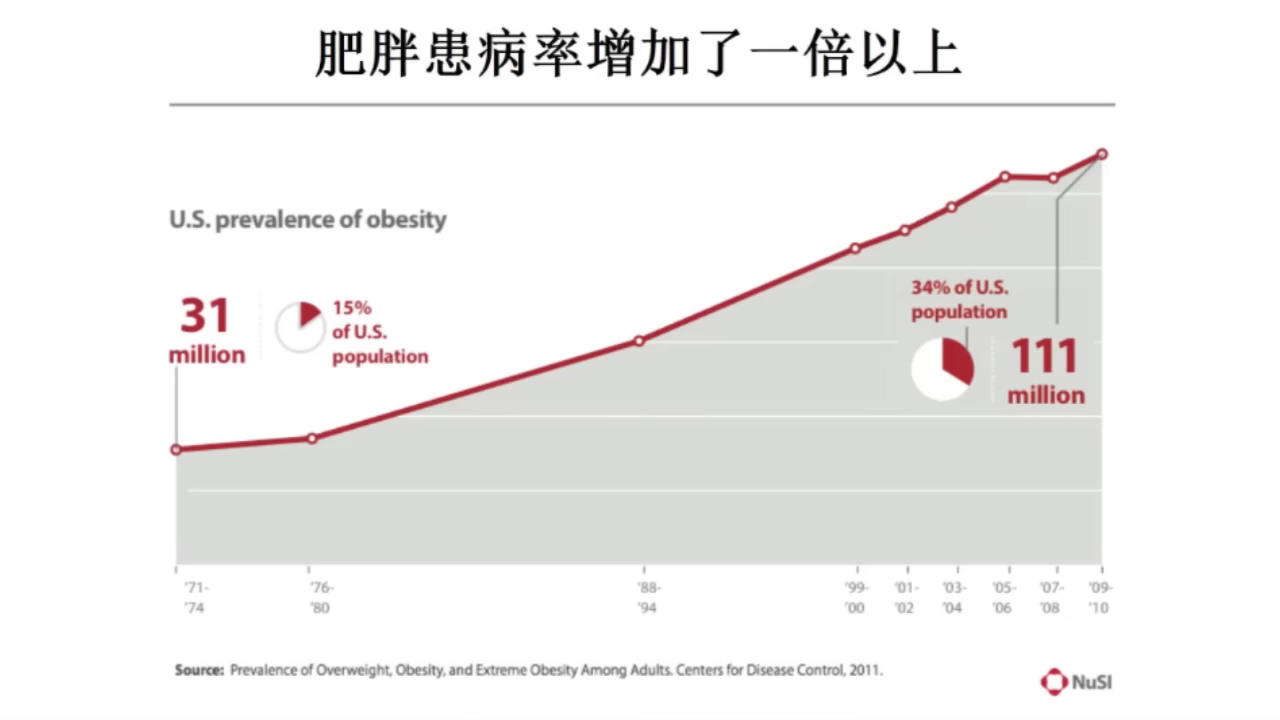 肥胖患病率增加了一倍以上
U.S. prevalence of obesity
31
million
15%
of U.S.
population
34% of U.S.
population
111
million
'71-
'74
'76-
'80
'88-
'94
'99-
'00
'01-
'02
'03-
'04
'05-
'06
'07-
'08
'09-
'10
Source: Prevalence of Overweight, Obesity, and Extreme Obesity Among Adults. Centers for Disease Control, 2011.
NuSI